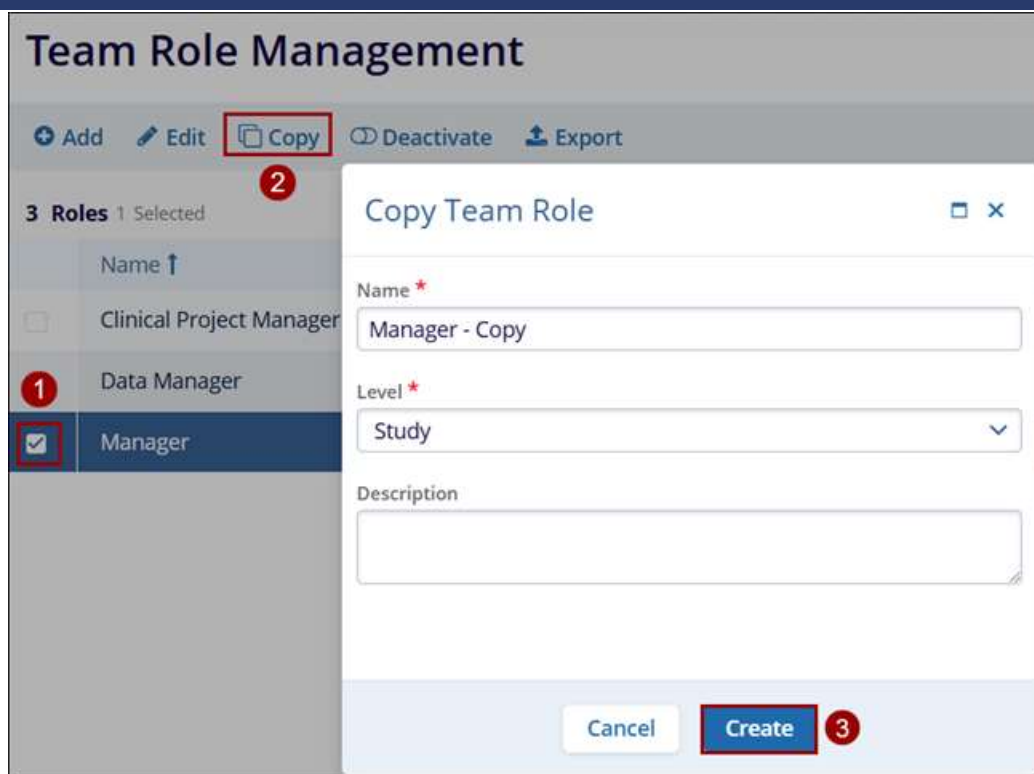 Team Role Management
Add Edit Copy Deactivate Export
2
3 Roles 1 Selected
Name
Clinical Project Manager
1
Data Manager
Manager
Copy Team Role
Name *
Manager - Copy
Level *
Study
Description
Cancel Create 3